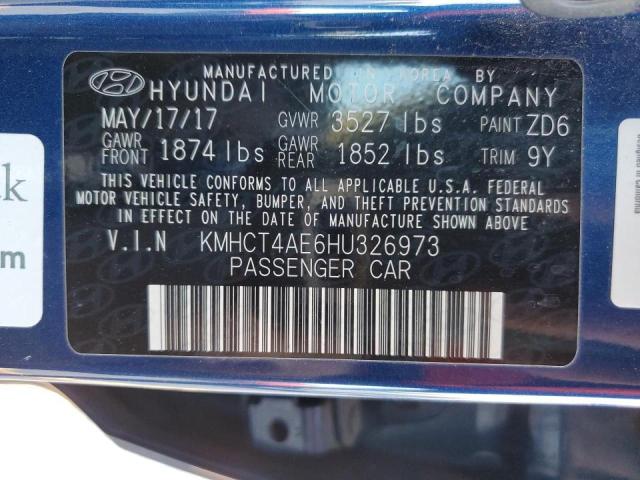 MANUFACTURED IN KOREA BY
HYUNDAI MOTOR COMPANY
MAY/17/17 GVWR 3527 lbs PAINT ZD6
GAWR FRONT 1874 lbs GAWR REAR 1852 lbs TRIM 9Y
THIS VEHICLE CONFORMS TO ALL APPLICABLE U.S.A. FEDERAL
MOTOR VEHICLE SAFETY, BUMPER, AND THEFT PREVENTION STANDARDS
IN EFFECT ON THE DATE OF MANUFACTURE SHOWN ABOVE.
V.I.N KMHCT4AE6HU326973
PASSENGER CAR